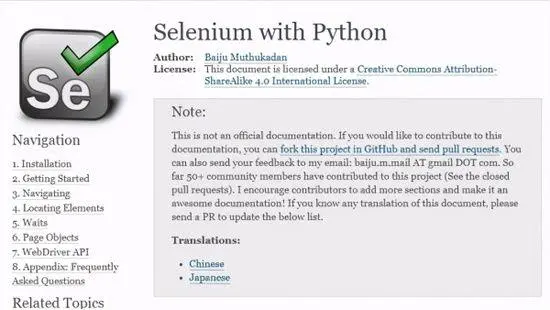 Se
Navigation
1. Installation
2. Getting Started
3. Navigating
4. Locating Elements
5. Waits
6. Page Objects
7. WebDriver API
8. Appendix: Frequently
Asked Questions
Related Topics
Selenium with Python
Author: Baiju Muthukadan
License: This document is licensed under a Creative Commons Attribution-
ShareAlike 4.0 International License.
Note:
This is not an official documentation. If you would like to contribute to this
documentation, you can fork this project in GitHub and send pull requests. You
can also send your feedback to my email: baiju.m.mail AT gmail DOT com. So
far 50+ community members have contributed to this project (See the closed
pull requests). I encourage contributors to add more sections and make it an
awesome documentation! If you know any translation of this document, please
send a PR to update the below list.
Translations:
• Chinese
• Japanese